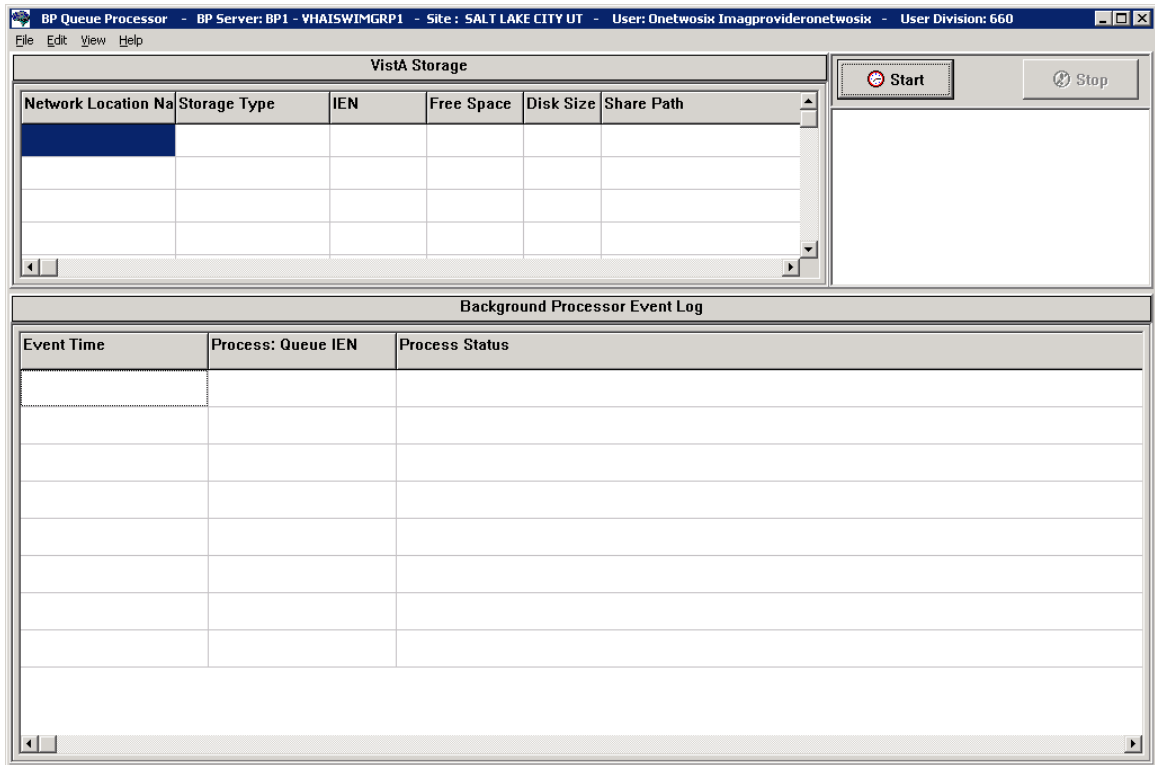 BP Queue Processor - BP Server: BP1 - VHAISWIMGRP1 - Site : SALT LAKE CITY UT - User: Onetwosix Imagprovideronetwosix - User Division: 660
File Edit View Help
VistA Storage
Start
Stop
Network Location Na Storage Type IEN Free Space Disk Size Share Path
Background Processor Event Log
Event Time Process: Queue IEN Process Status